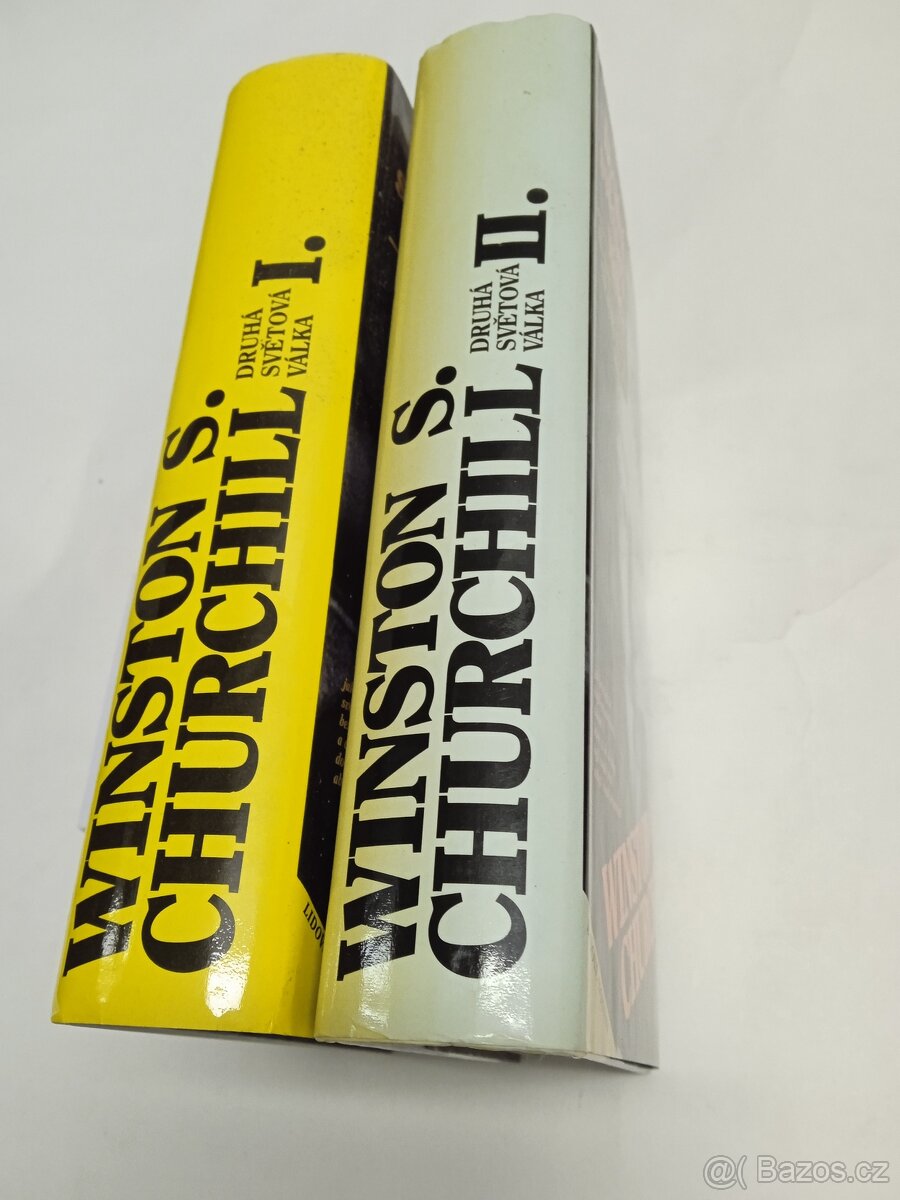 WINSTON S.
CHURCHILL
DRUHÁ
SVĚTOVÁ
VÁLKA
I.
WINSTON S.
CHURCHILL
DRUHÁ
SVĚTOVÁ
VÁLKA
II.
@ Bazos.cz